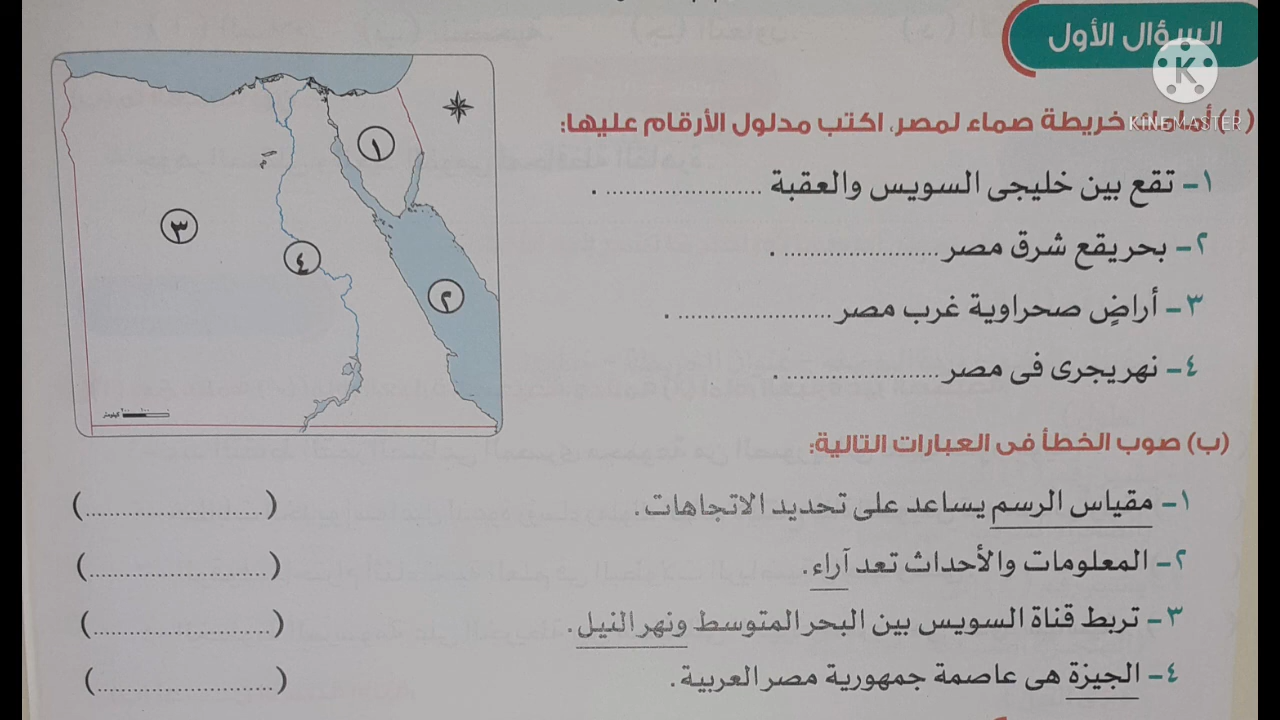 السؤال الأول
KINEMASTER
(أ) أمامك خريطة صماء لمصر، اكتب مدلول الأرقام عليها:
١- تقع بين خليجى السويس والعقبة ........................ .
٢- بحر يقع شرق مصر ........................ .
٣- أراضٍ صحراوية غرب مصر ........................ .
٤- نهر يجرى فى مصر ........................ .
١
٣
٤
٢
كيلومتر
(ب) صوب الخطأ فى العبارات التالية:
١- مقياس الرسم يساعد على تحديد الاتجاهات. (........................)
٢- المعلومات والأحداث تعد آراء. (........................)
٣- تربط قناة السويس بين البحر المتوسط ونهر النيل. (........................)
٤- الجيزة هى عاصمة جمهورية مصر العربية. (........................)